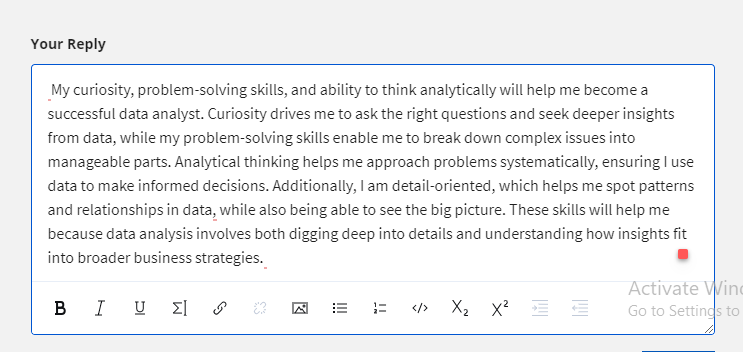 Your Reply
My curiosity, problem-solving skills, and ability to think analytically will help me become a
successful data analyst. Curiosity drives me to ask the right questions and seek deeper insights
from data, while my problem-solving skills enable me to break down complex issues into
manageable parts. Analytical thinking helps me approach problems systematically, ensuring I use
data to make informed decisions. Additionally, I am detail-oriented, which helps me spot patterns
and relationships in data, while also being able to see the big picture. These skills will help me
because data analysis involves both digging deep into details and understanding how insights fit
into broader business strategies.
Activate Wind
Go to Settings to
B I U Σ| </> X₂ X²